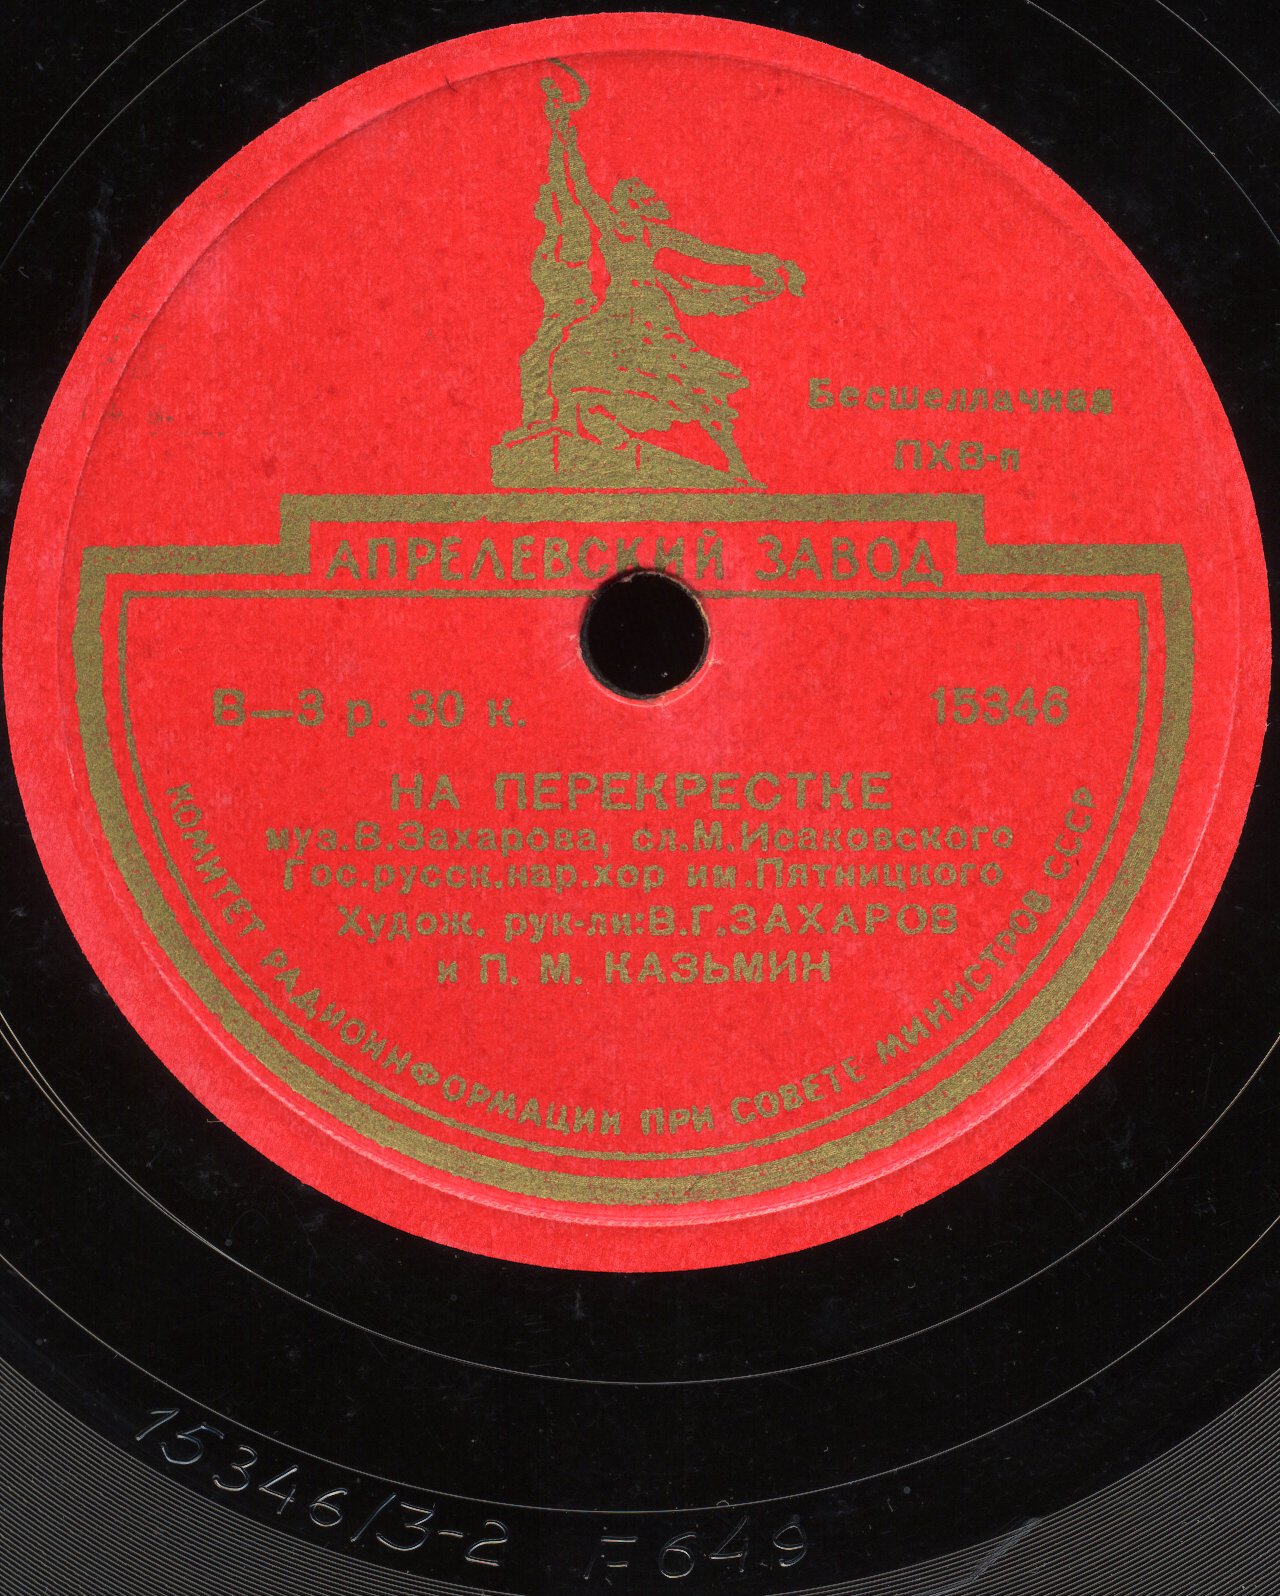 Бесшеллачная
ПХВ-п
АПРЕЛЕВСКИЙ ЗАВОД
В—3 р. 30 к.
15346
НА ПЕРЕКРЕСТКЕ
муз.В.Захарова, сл.М.Исаковского
Гос.русск.нар.хор им.Пятницкого
Худож. рук-ли:В.Г.ЗАХАРОВ
и П. М. КАЗЬМИН
КОМИТЕТ РАДИОИНФОРМАЦИИ ПРИ СОВЕТЕ МИНИСТРОВ СССР
15346/3-2 F649